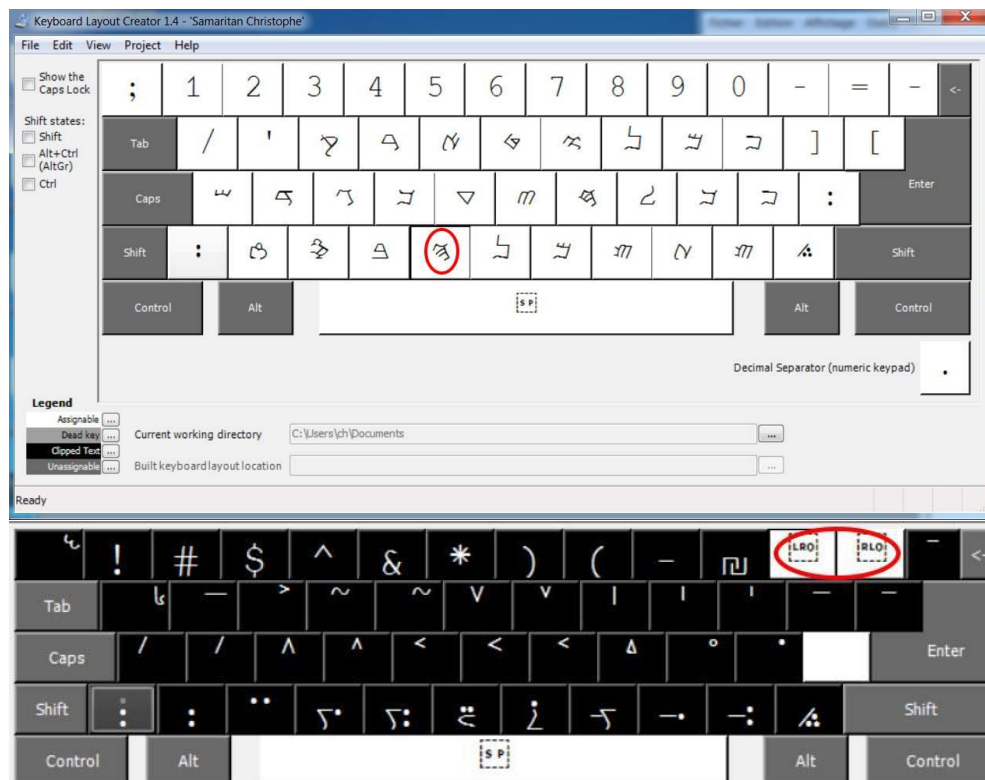 Keyboard Layout Creator 1.4 - 'Samaritan Christophe'
File Edit View Project Help
Show the Caps Lock
Shift states:
Shift
Alt+Ctrl (AltGr)
Ctrl
; 1 2 3 4 5 6 7 8 9 0 - = - <-
Tab / ' ࠒ ࠓ ࠀ ࠈ ࠅ ࠍ ࠌ ࠐ ] [
Caps ࠔ ࠃ ࠂ ࠊ ࠏ ࠉ ࠇ ࠋ ࠊ ࠐ : Enter
Shift : ࠆ ࠎ ࠁ ࠄ ࠍ ࠌ ࠑ ࠕ ࠑ Shift
Control Alt SP Alt Control
Decimal Separator (numeric keypad) .
Legend
Assignable ...
Dead key ...
Clipped Text ...
Unassignable ...
Current working directory C:\Users\ch\Documents ...
Built keyboard layout location ...
Ready
! # $ ^ & * ) ( _ ₪ LRO RLO <-
Tab
Caps Enter
Shift Shift
Control Alt SP Alt Control